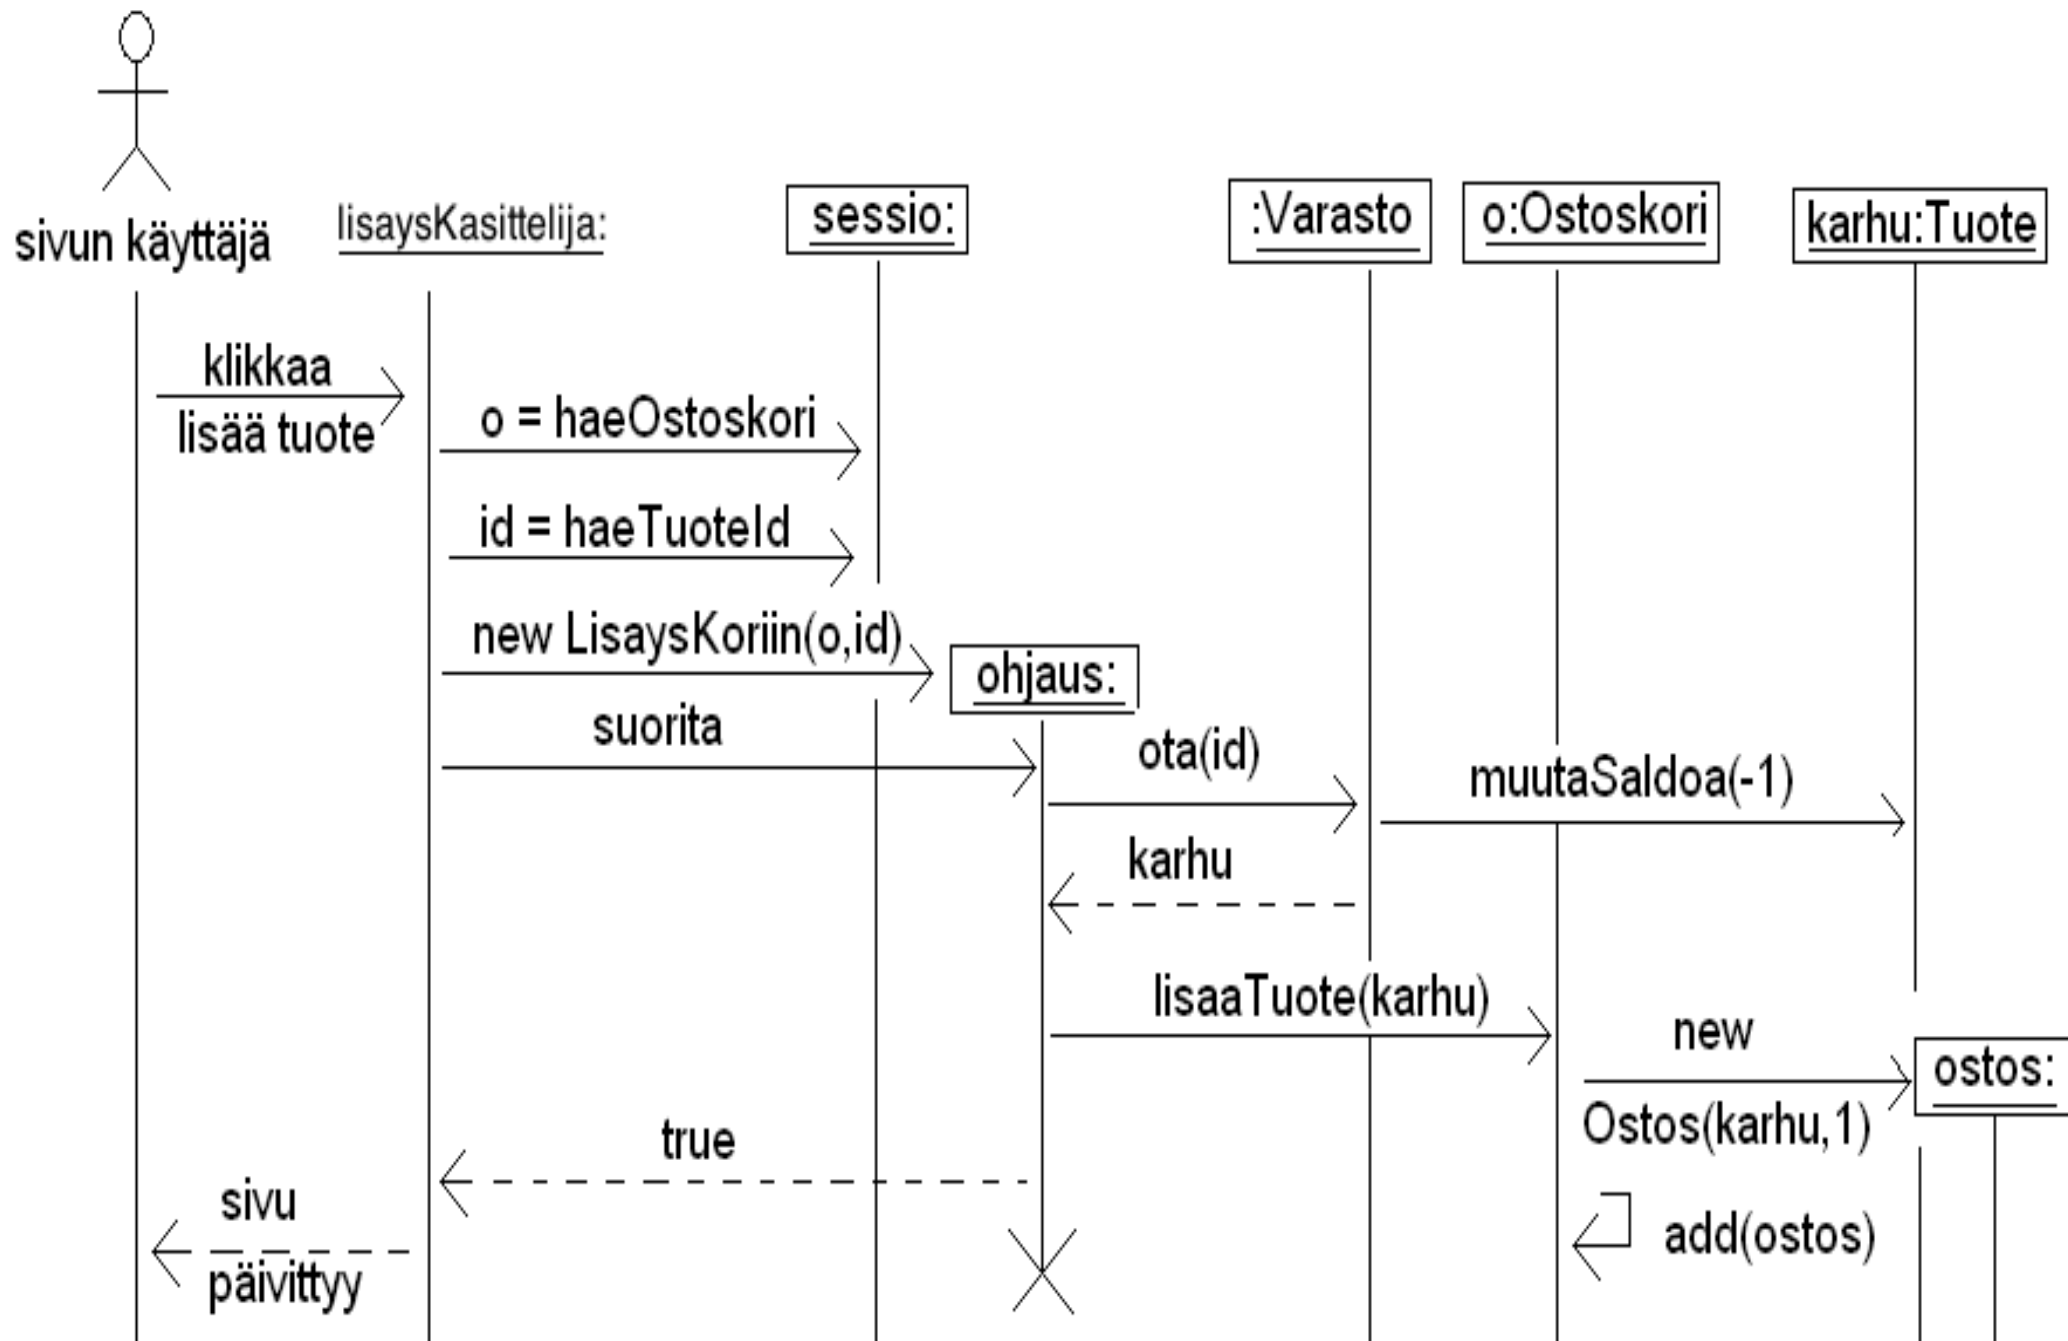 sivun käyttäjä
lisaysKasittelija:
sessio:
:Varasto
o:Ostoskori
karhu:Tuote
klikkaa
lisää tuote
o = haeOstoskori
id = haeTuoteId
new LisaysKoriin(o,id)
ohjaus:
suorita
ota(id)
muutaSaldoa(-1)
karhu
lisaaTuote(karhu)
new
Ostos(karhu,1)
ostos:
add(ostos)
true
sivu
päivittyy